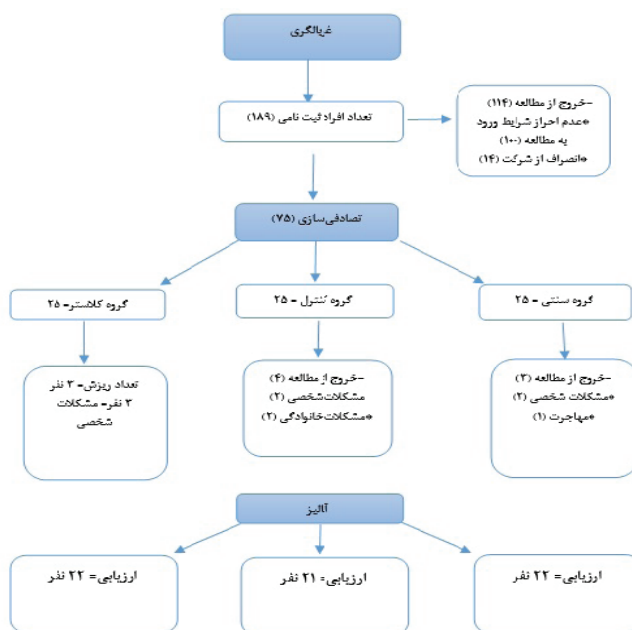 غربالگری
تعداد افراد ثبت نامی (۱۸۹)
-خروج از مطالعه (۱۱۴)
*عدم احراز شرایط ورود
به مطالعه (۱۰۰)
*انصراف از شرکت (۱۴)
تصادفی‌سازی (۷۵)
گروه سنتی - ۲۵
گروه کنترل - ۲۵
گروه کلاستر- ۲۵
-خروج از مطالعه (۳)
*مشکلات شخصی (۲)
*مهاجرت (۱)
-خروج از مطالعه (۴)
مشکلات‌شخصی (۲)
*مشکلات‌خانوادگی (۲)
تعداد ریزش- ۳ نفر
۳ نفر- مشکلات
شخصی
آنالیز
ارزیابی= ۲۲ نفر
ارزیابی= ۲۱ نفر
ارزیابی= ۲۲ نفر